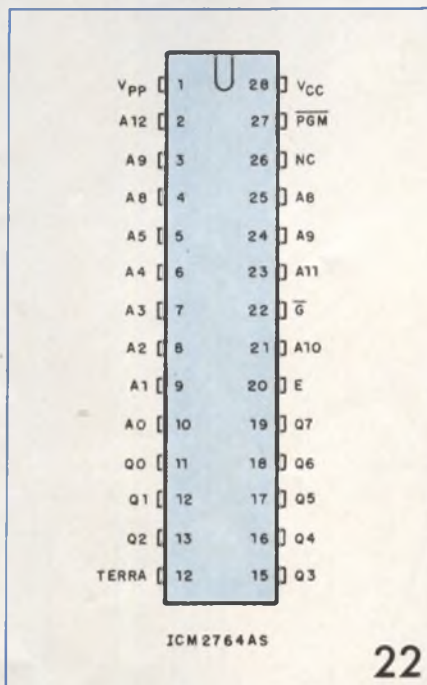 VPP 1 28 VCC
A12 2 27 PGM
A9 3 26 NC
A8 4 25 A8
A5 5 24 A9
A4 6 23 A11
A3 7 22 G
A2 8 21 A10
A1 9 20 E
A0 10 19 Q7
Q0 11 18 Q6
Q1 12 17 Q5
Q2 13 16 Q4
TERRA 12 15 Q3
ICM2764AS
22